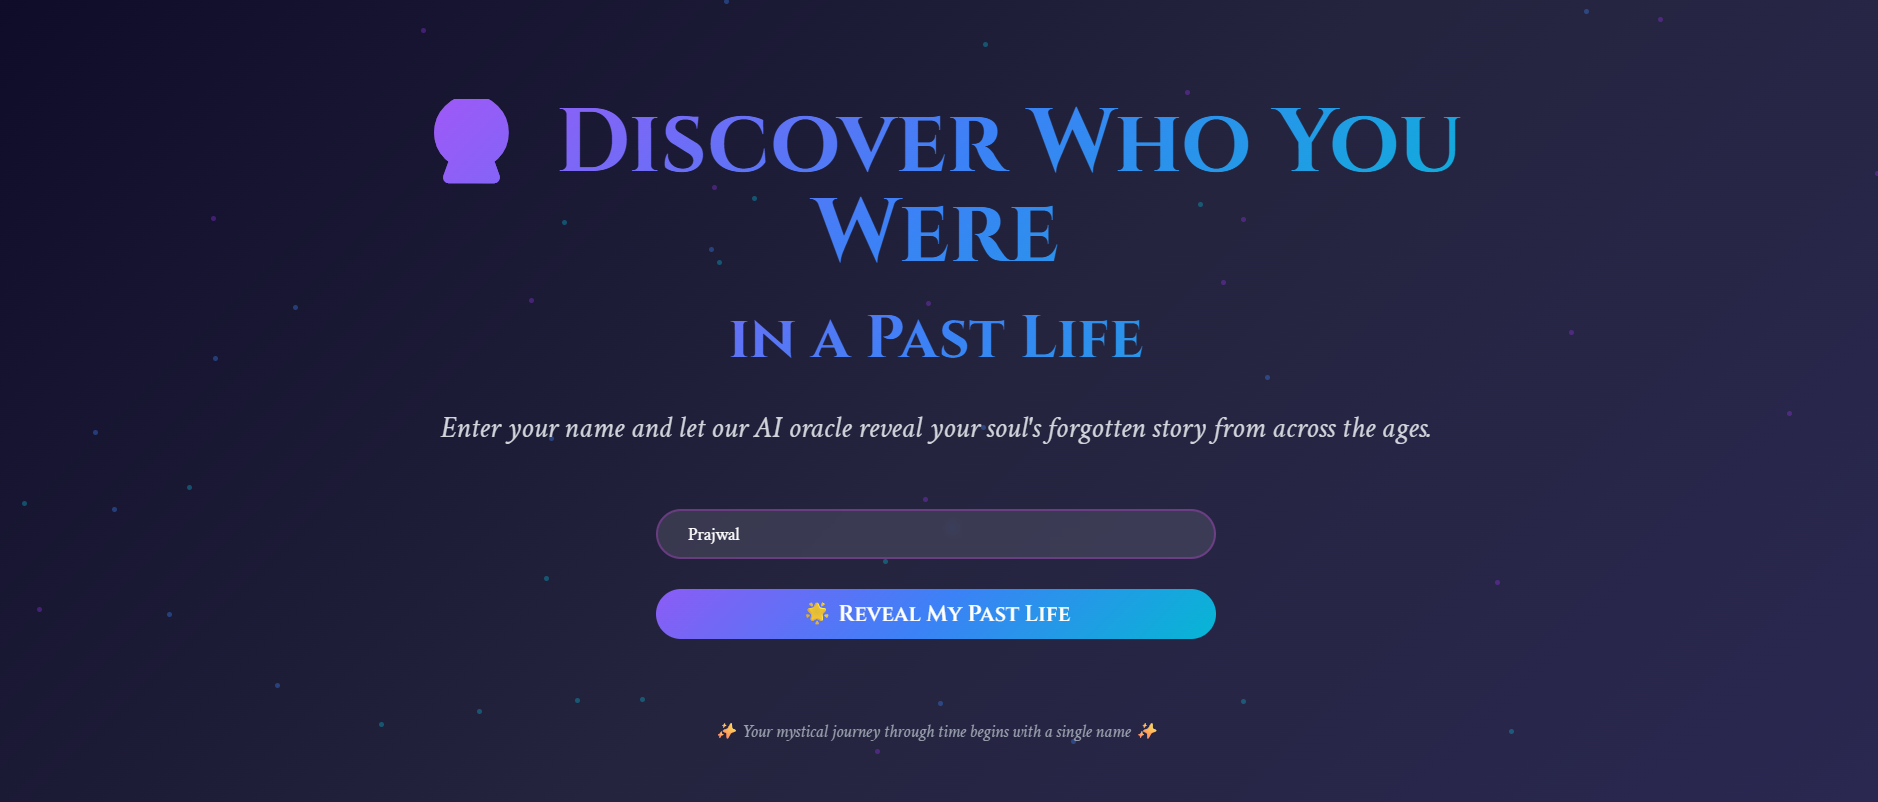 Discover Who You
Were
in a Past Life
Enter your name and let our AI oracle reveal your soul's forgotten story from across the ages.
Prajwal
🌟 Reveal My Past Life
✨ Your mystical journey through time begins with a single name ✨